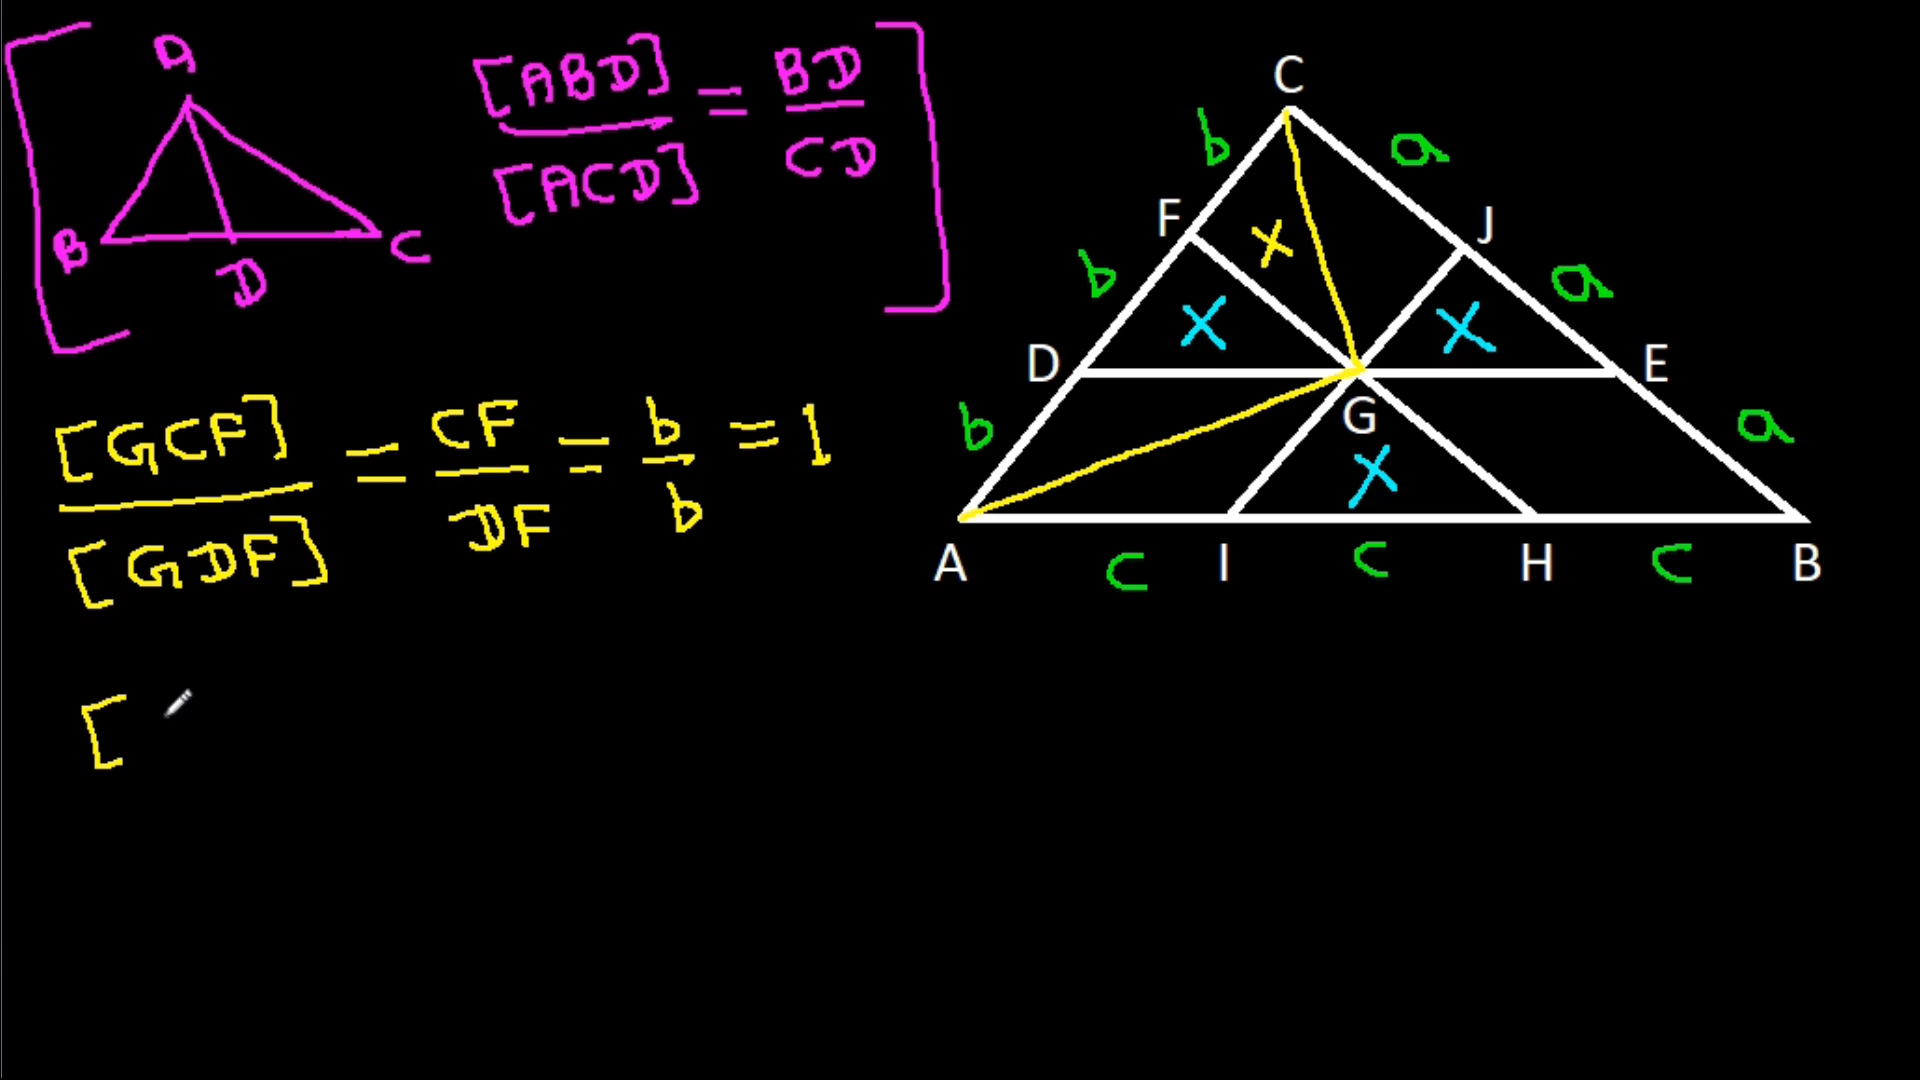 A
B
D
C
[ABD] / [ACD] = BD / CD
[GCF] / [GDF] = CF / DF = b / b = 1
[
C
b
a
F
J
x
b
x
x
a
D
E
G
b
a
x
A
I
H
B
c
c
c